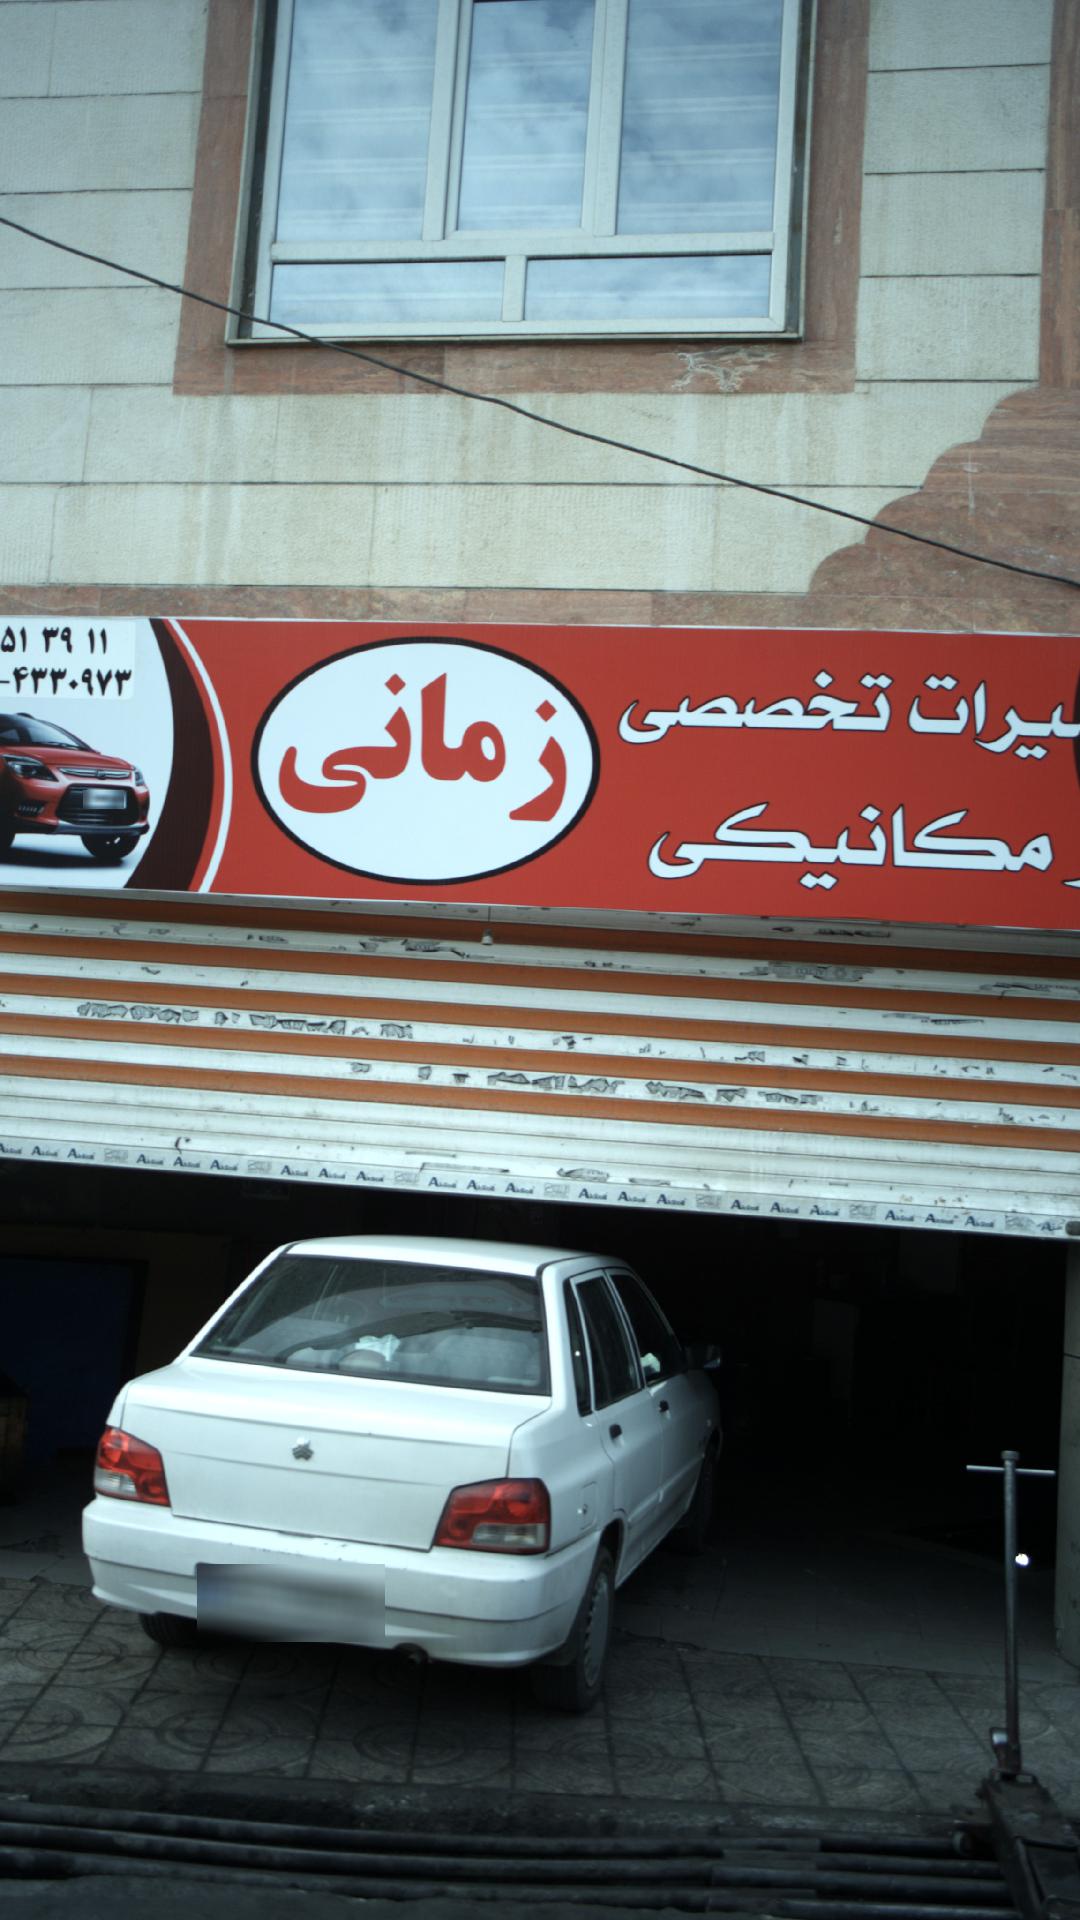 یرات تخصصی
مکانیکی
زمانی
۵۱ ۳۹ ۱۱
-۴۳۳۰۹۷۳